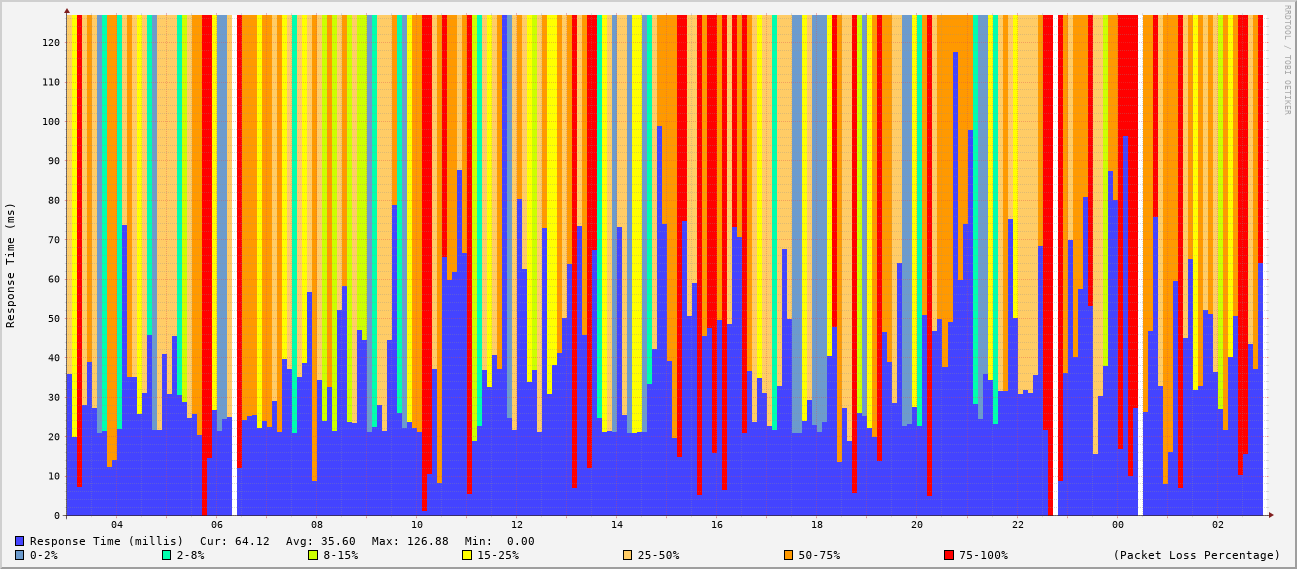 RRDTOOL / TOBI OETIKER
Response Time (ms)
120
110
100
90
80
70
60
50
40
30
20
10
0
04 06 08 10 12 14 16 18 20 22 00 02
Response Time (millis) Cur: 64.12 Avg: 35.60 Max: 126.88 Min: 0.00
0-2% 2-8% 8-15% 15-25% 25-50% 50-75% 75-100% (Packet Loss Percentage)